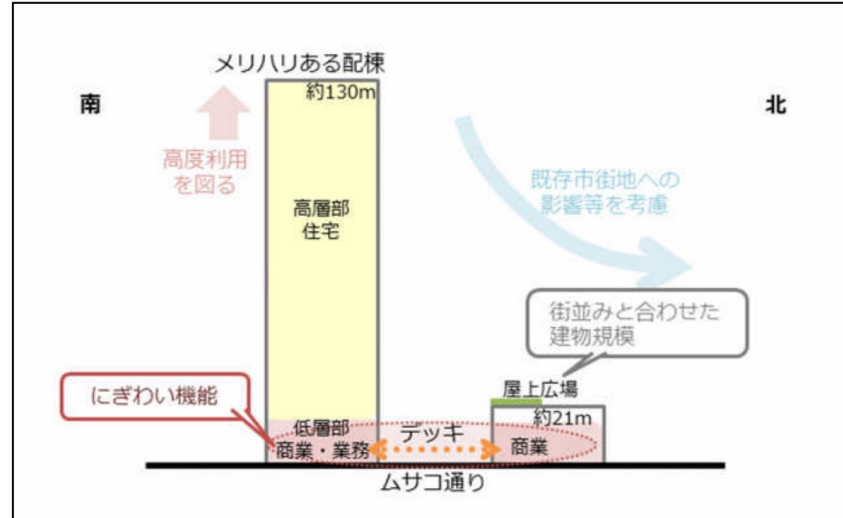 メリハリある配棟
約130m
南
北
高度利用
を図る
既存市街地への
影響等を考慮
高層部
住宅
街並みと合わせた
建物規模
屋上広場
にぎわい機能
約21m
低層部
商業・業務
デッキ
商業
ムサコ通り